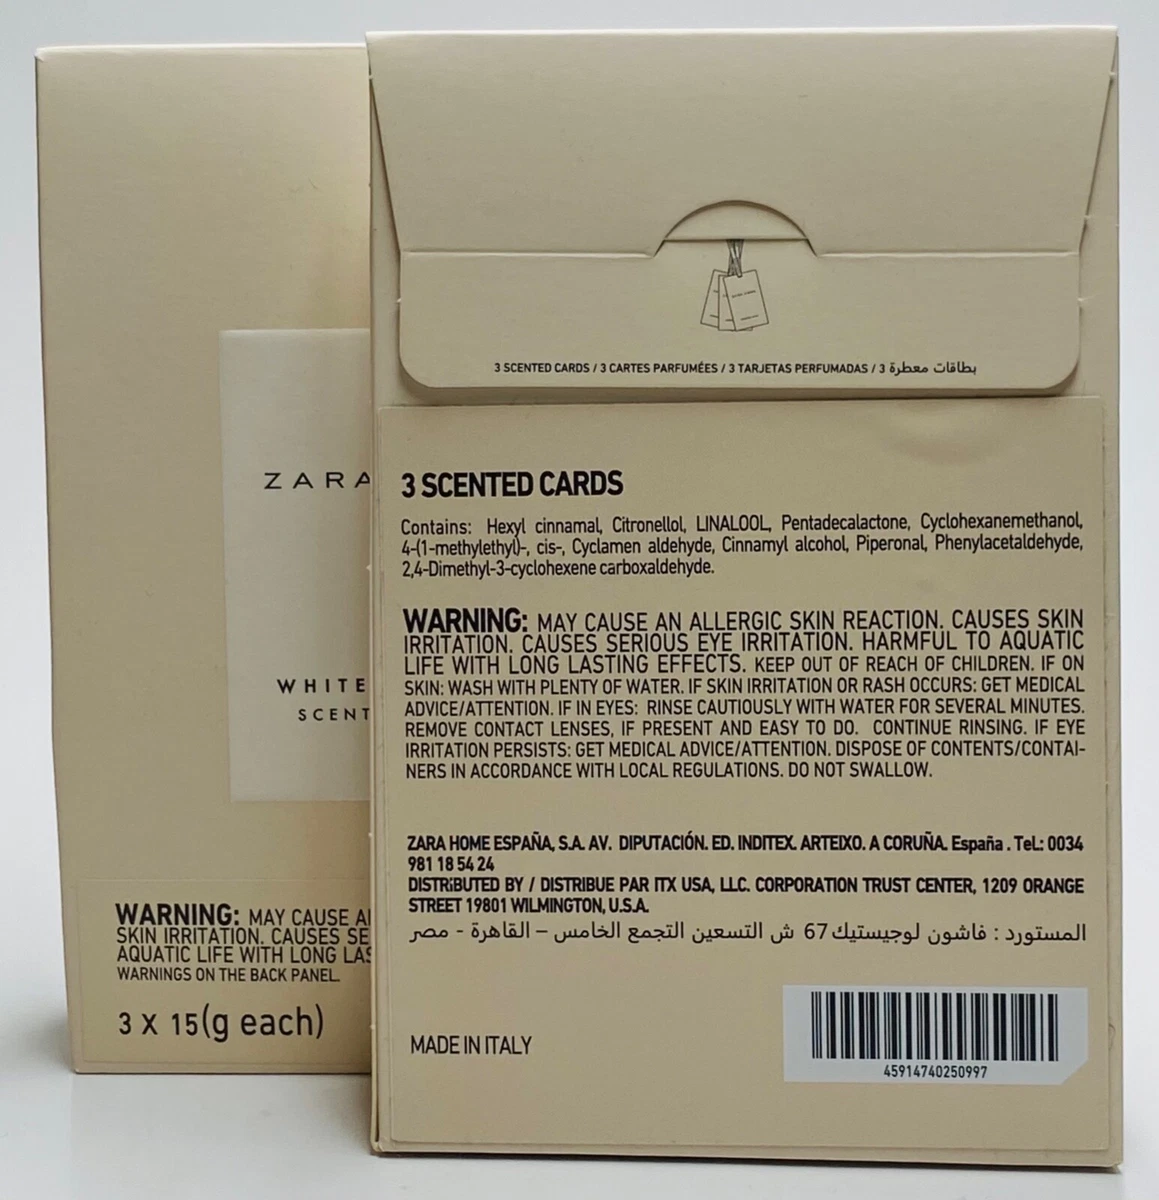 ZARA
WHITE
SCENT
WARNING: MAY CAUSE A
SKIN IRRITATION. CAUSES SE
AQUATIC LIFE WITH LONG LAS
WARNINGS ON THE BACK PANEL.
3 X 15(g each)
3 SCENTED CARDS / 3 CARTES PARFUMÉES / 3 TARJETAS PERFUMADAS / 3 بطاقات معطرة
3 SCENTED CARDS
Contains: Hexyl cinnamal, Citronellol, LINALOOL, Pentadecalactone, Cyclohexanemethanol,
4-(1-methylethyl)-, cis-, Cyclamen aldehyde, Cinnamyl alcohol, Piperonal, Phenylacetaldehyde,
2,4-Dimethyl-3-cyclohexene carboxaldehyde.
WARNING: MAY CAUSE AN ALLERGIC SKIN REACTION. CAUSES SKIN
IRRITATION. CAUSES SERIOUS EYE IRRITATION. HARMFUL TO AQUATIC
LIFE WITH LONG LASTING EFFECTS. KEEP OUT OF REACH OF CHILDREN. IF ON
SKIN: WASH WITH PLENTY OF WATER. IF SKIN IRRITATION OR RASH OCCURS: GET MEDICAL
ADVICE/ATTENTION. IF IN EYES: RINSE CAUTIOUSLY WITH WATER FOR SEVERAL MINUTES.
REMOVE CONTACT LENSES, IF PRESENT AND EASY TO DO. CONTINUE RINSING. IF EYE
IRRITATION PERSISTS: GET MEDICAL ADVICE/ATTENTION. DISPOSE OF CONTENTS/CONTAI-
NERS IN ACCORDANCE WITH LOCAL REGULATIONS. DO NOT SWALLOW.
ZARA HOME ESPAÑA, S.A. AV. DIPUTACIÓN. ED. INDITEX. ARTEIXO. A CORUÑA. España . Tel.: 0034
981 18 54 24
DISTRiBUTED BY / DISTRIBUE PAR ITX USA, LLC. CORPORATION TRUST CENTER, 1209 ORANGE
STREET 19801 WILMINGTON, U.S.A.
المستورد : فاشون لوجيستيك 67 ش التسعين التجمع الخامس – القاهرة - مصر
MADE IN ITALY
45914740250997